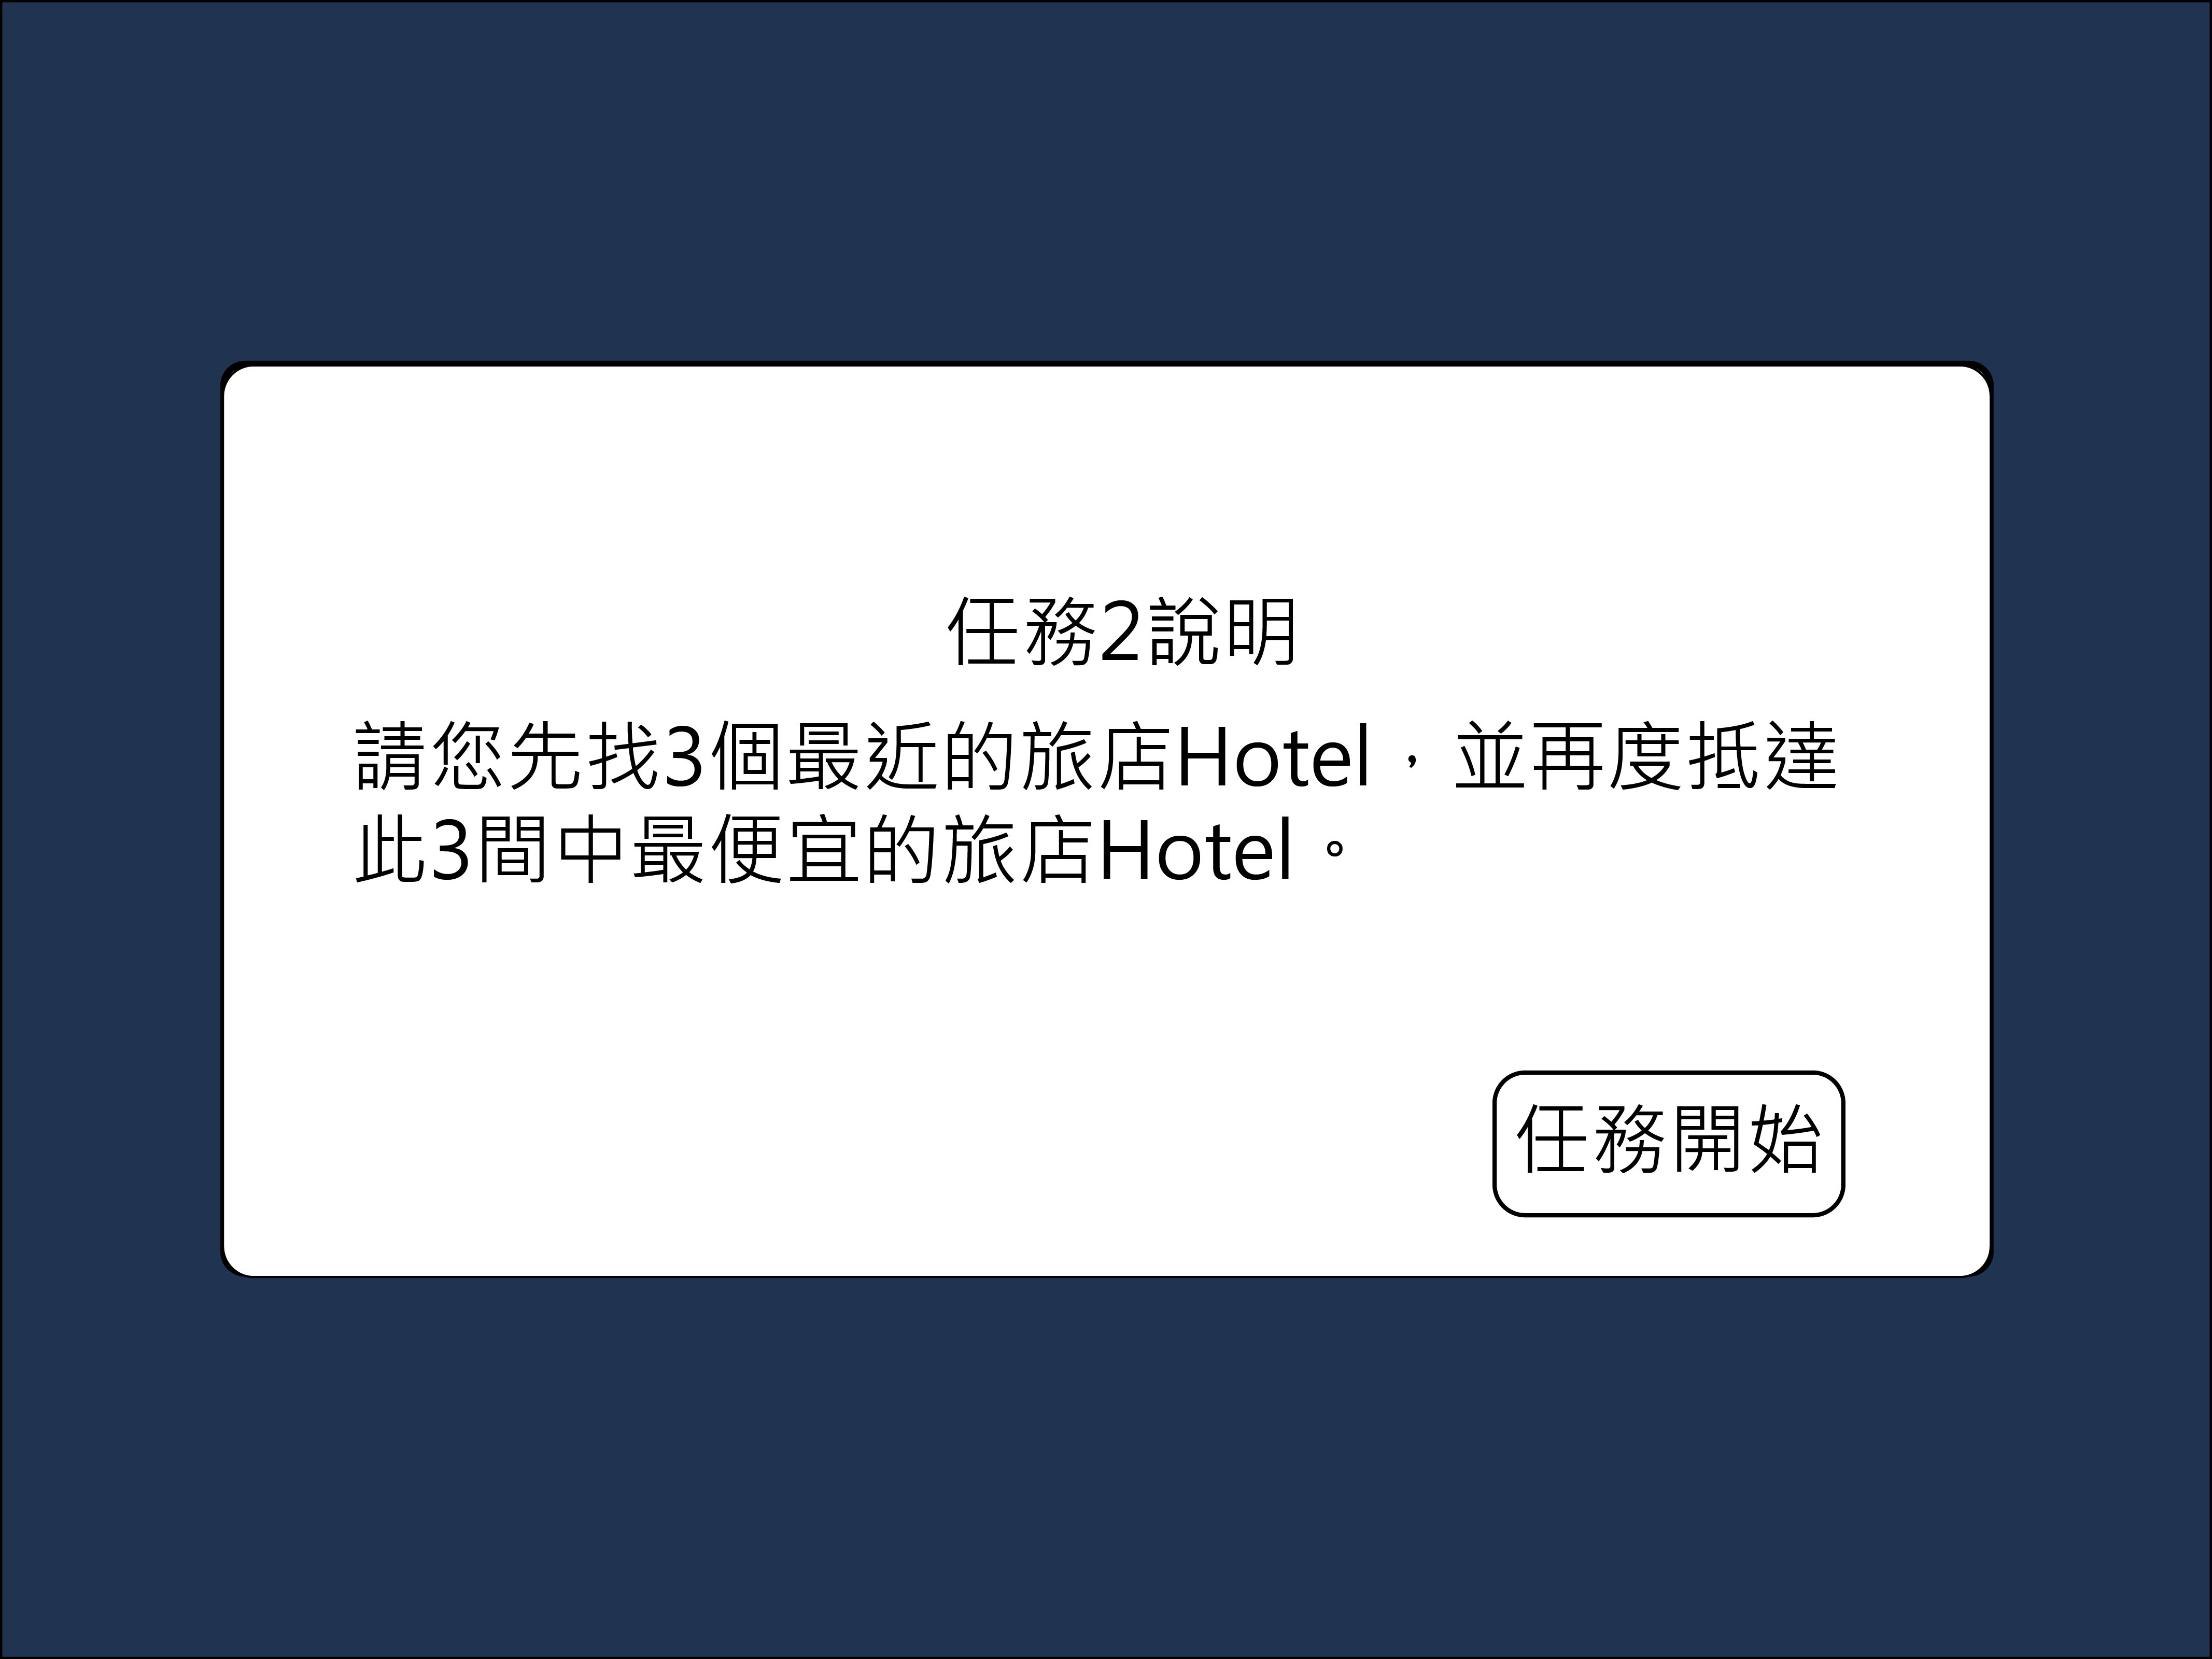 任務2說明
請您先找3個最近的旅店Hotel，並再度抵達
此3間中最便宜的旅店Hotel。
任務開始